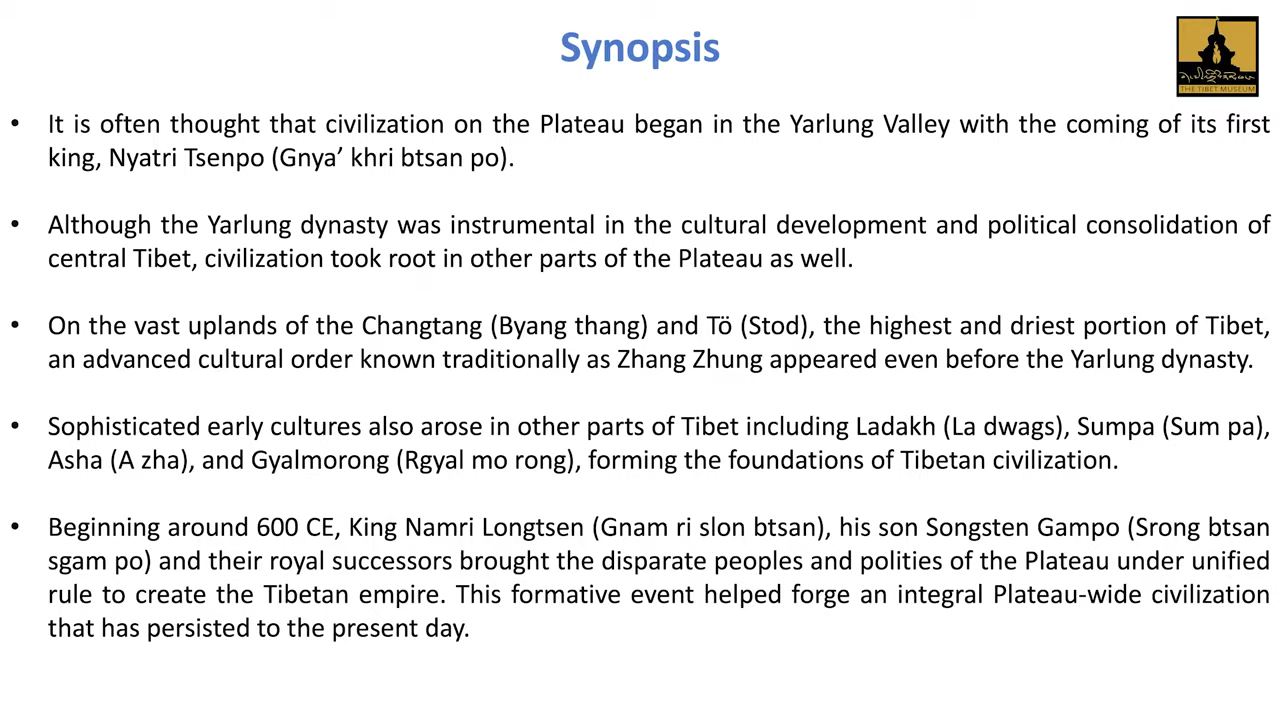 Synopsis
THE TIBET MUSEUM
• It is often thought that civilization on the Plateau began in the Yarlung Valley with the coming of its first
king, Nyatri Tsenpo (Gnya’ khri btsan po).
• Although the Yarlung dynasty was instrumental in the cultural development and political consolidation of
central Tibet, civilization took root in other parts of the Plateau as well.
• On the vast uplands of the Changtang (Byang thang) and Tö (Stod), the highest and driest portion of Tibet,
an advanced cultural order known traditionally as Zhang Zhung appeared even before the Yarlung dynasty.
• Sophisticated early cultures also arose in other parts of Tibet including Ladakh (La dwags), Sumpa (Sum pa),
Asha (A zha), and Gyalmorong (Rgyal mo rong), forming the foundations of Tibetan civilization.
• Beginning around 600 CE, King Namri Longtsen (Gnam ri slon btsan), his son Songsten Gampo (Srong btsan
sgam po) and their royal successors brought the disparate peoples and polities of the Plateau under unified
rule to create the Tibetan empire. This formative event helped forge an integral Plateau-wide civilization
that has persisted to the present day.